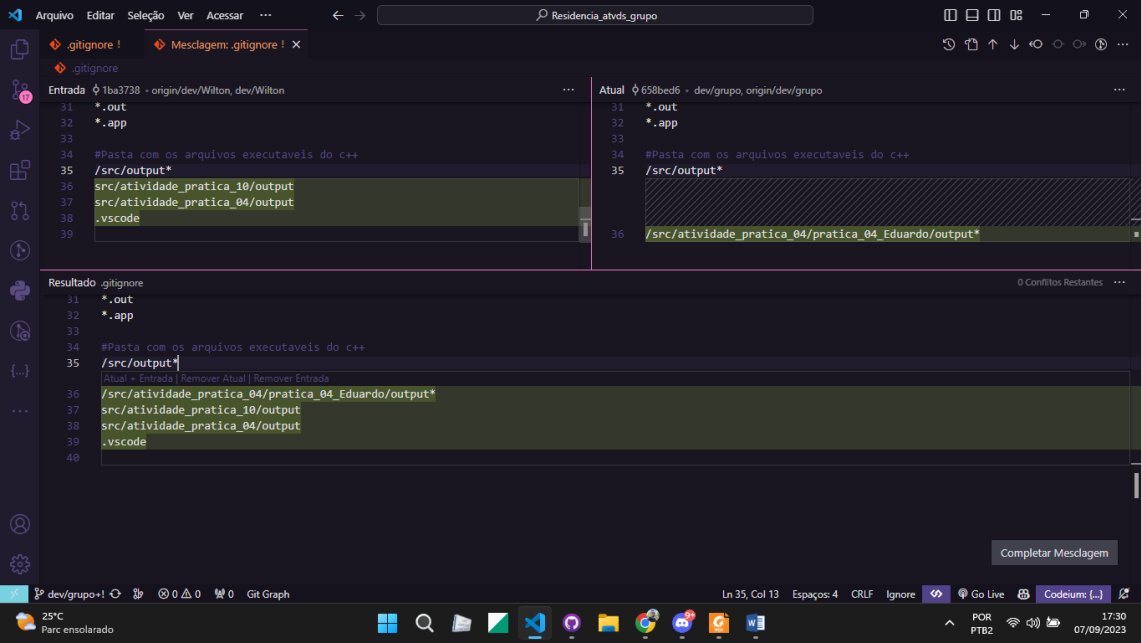 Arquivo Editar Seleção Ver Acessar ··· Residencia_atvds_grupo
.gitignore ! Mesclagem: .gitignore !
.gitignore
17
Entrada 1ba3738 • origin/dev/Wilton, dev/Wilton ···
31 *.out
32 *.app
33
34 #Pasta com os arquivos executaveis do c++
35 /src/output*
36 src/atividade_pratica_10/output
37 src/atividade_pratica_04/output
38 .vscode
39
Atual 658bed6 • dev/grupo, origin/dev/grupo ···
31 *.out
32 *.app
33
34 #Pasta com os arquivos executaveis do c++
35 /src/output*
36 /src/atividade_pratica_04/pratica_04_Eduardo/output*
Resultado .gitignore 0 Conflitos Restantes ···
31 *.out
32 *.app
33
34 #Pasta com os arquivos executaveis do c++
35 /src/output*
Atual + Entrada | Remover Atual | Remover Entrada
36 /src/atividade_pratica_04/pratica_04_Eduardo/output*
37 src/atividade_pratica_10/output
38 src/atividade_pratica_04/output
39 .vscode
40
Completar Mesclagem
dev/grupo+! 0 0 0 Git Graph Ln 35, Col 13 Espaços: 4 CRLF Ignore Go Live Codeium: {...}
25°C
Parc ensolarado
9+
POR
PTB2
17:30
07/09/2023